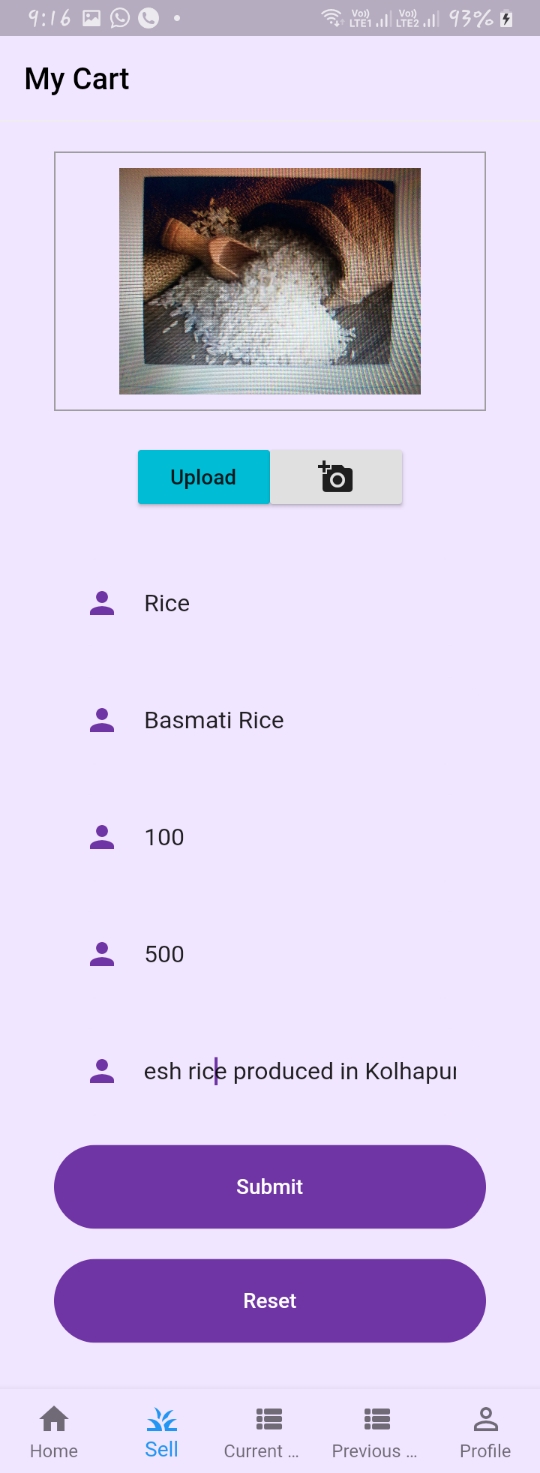 9:16
Vo)) LTE1
Vo)) LTE2
93%
My Cart
Upload
Rice
Basmati Rice
100
500
esh rice produced in Kolhapur
Submit
Reset
Home
Sell
Current ...
Previous ...
Profile